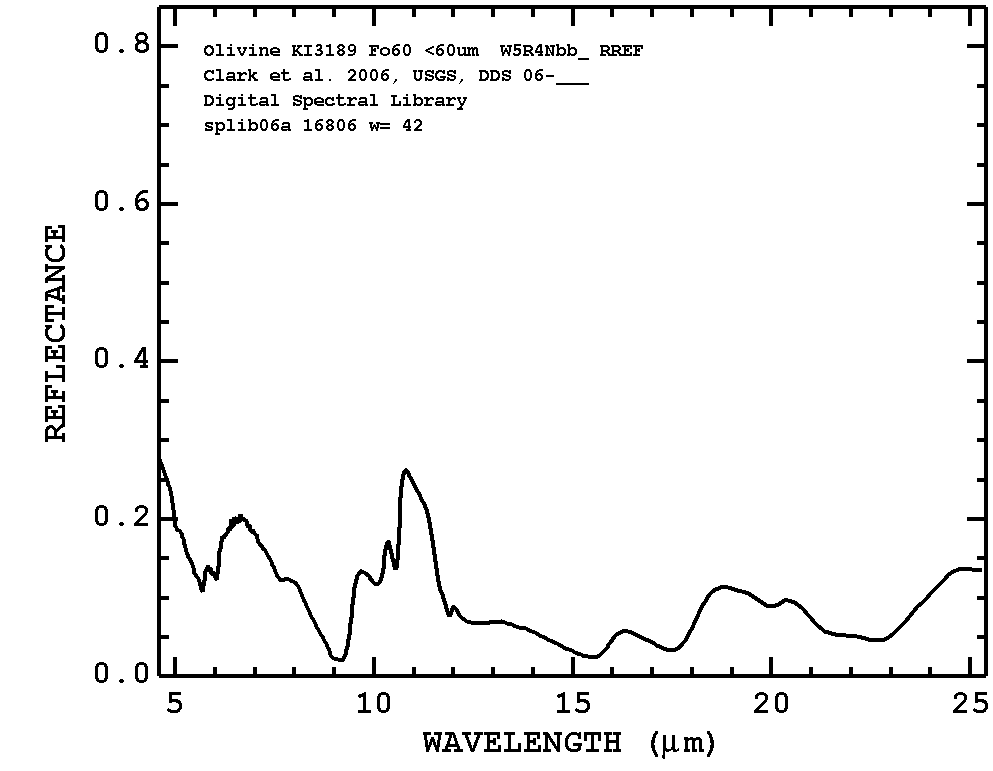 Olivine KI3189 Fo60 <60um W5R4Nbb_ RREF
Clark et al. 2006, USGS, DDS 06-___
Digital Spectral Library
splib06a 16806 w= 42
0.8
0.6
0.4
0.2
0.0
REFLECTANCE
5 10 15 20 25
WAVELENGTH (μm)